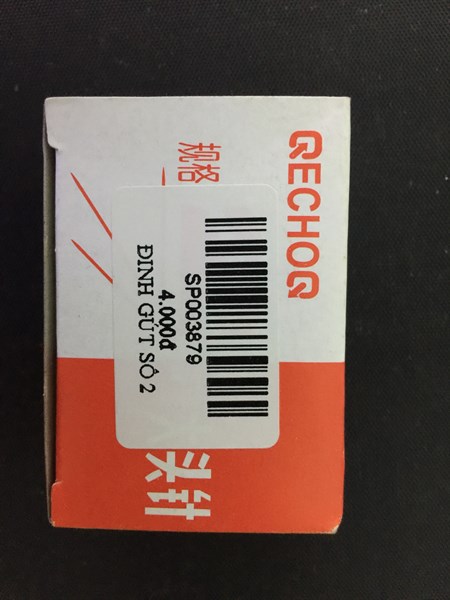 QECHOQ
规格
SP003879
4.000đ
ĐINH GÚT SỐ 2
头针